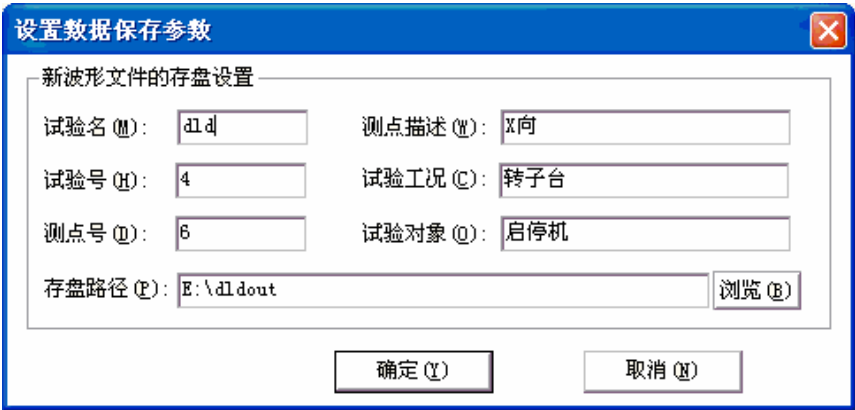 设置数据保存参数
新波形文件的存盘设置
试验名(M): dld 测点描述(W): X向
试验号(H): 4 试验工况(C): 转子台
测点号(D): 6 试验对象(O): 启停机
存盘路径(P): E:\dldout 浏览(B)
确定(Y) 取消(N)